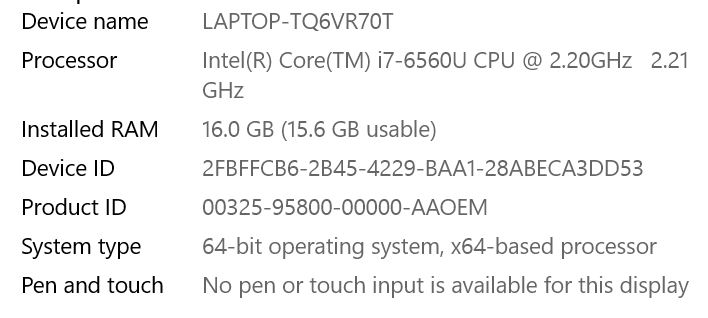 Device name LAPTOP-TQ6VR70T
Processor Intel(R) Core(TM) i7-6560U CPU @ 2.20GHz 2.21
GHz
Installed RAM 16.0 GB (15.6 GB usable)
Device ID 2FBFFCB6-2B45-4229-BAA1-28ABECA3DD53
Product ID 00325-95800-00000-AAOEM
System type 64-bit operating system, x64-based processor
Pen and touch No pen or touch input is available for this display